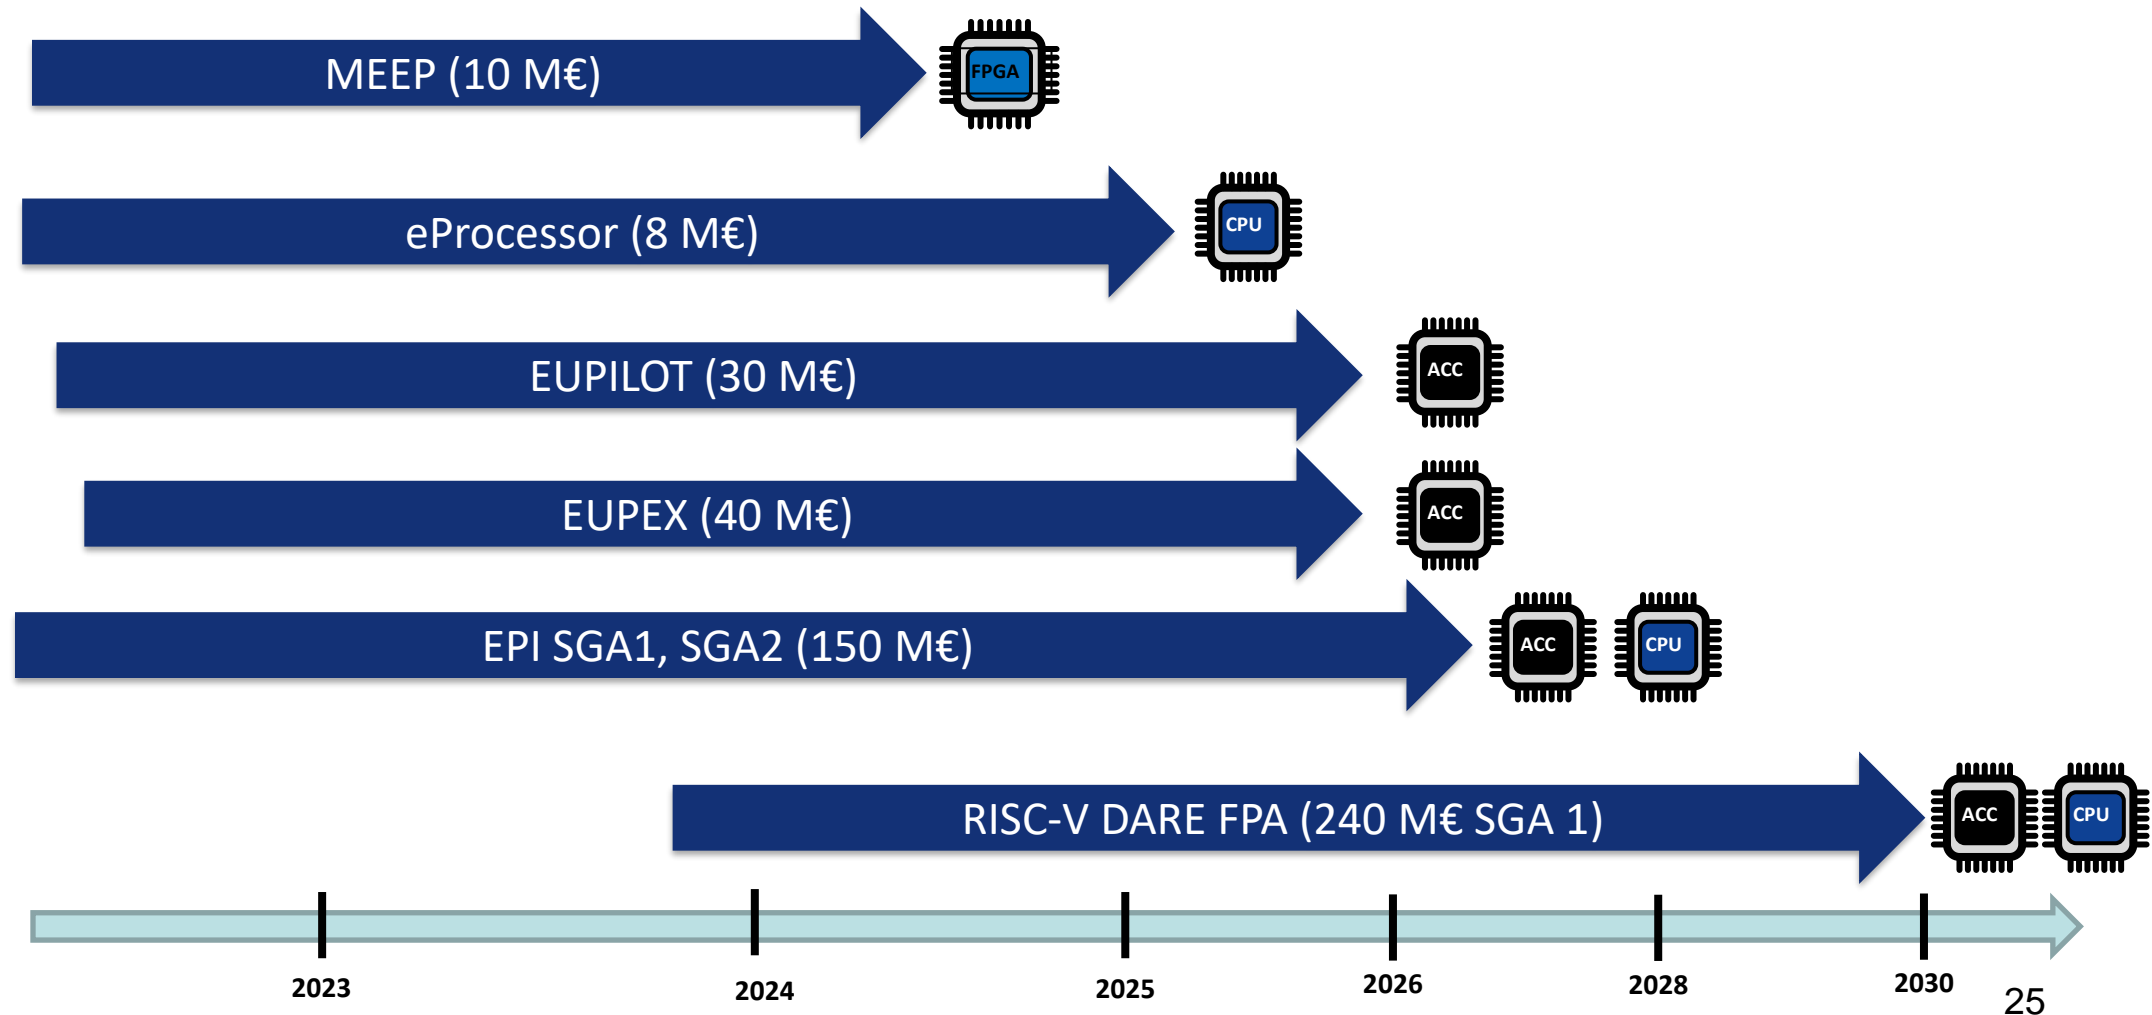 MEEP (10 M€)
FPGA
eProcessor (8 M€)
CPU
EUPILOT (30 M€)
ACC
EUPEX (40 M€)
ACC
EPI SGA1, SGA2 (150 M€)
ACC
CPU
RISC-V DARE FPA (240 M€ SGA 1)
ACC
CPU
2023
2024
2025
2026
2028
2030
25